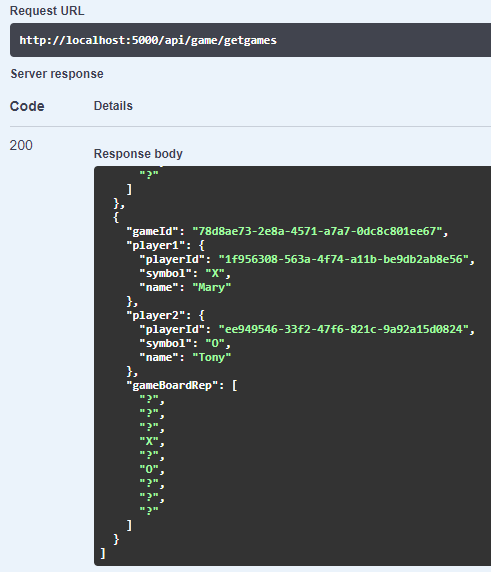 Request URL
http://localhost:5000/api/game/getgames
Server response
Code Details
200
Response body
"?"
]
},
{
"gameId": "78d8ae73-2e8a-4571-a7a7-0dc8c801ee67",
"player1": {
"playerId": "1f956308-563a-4f74-a11b-be9db2ab8e56",
"symbol": "X",
"name": "Mary"
},
"player2": {
"playerId": "ee949546-33f2-47f6-821c-9a92a15d0824",
"symbol": "O",
"name": "Tony"
},
"gameBoardRep": [
"?",
"?",
"?",
"X",
"?",
"O",
"?",
"?",
"?"
]
}
]